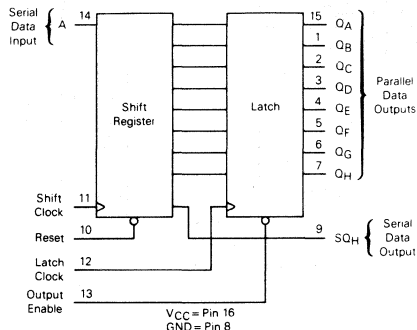 Serial
Data
Input
A
14
Shift
Register
Latch
15
QA
1
QB
2
QC
3
QD
4
QE
5
QF
6
QG
7
QH
Parallel
Data
Outputs
Shift
Clock
11
10
Reset
12
Latch
Clock
13
Output
Enable
9
SQH
Serial
Data
Output
VCC = Pin 16
GND = Pin 8